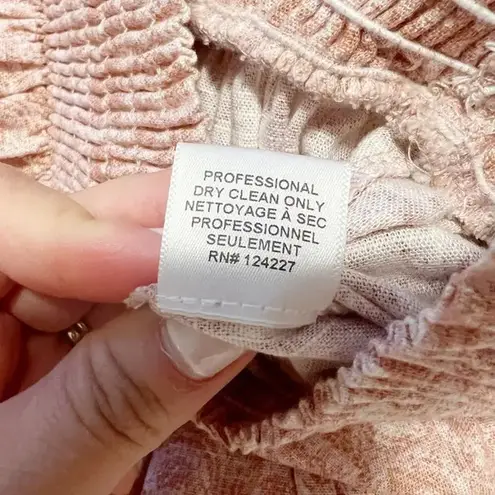 PROFESSIONAL
DRY CLEAN ONLY
NETTOYAGE À SEC
PROFESSIONNEL
SEULEMENT
RN# 124227